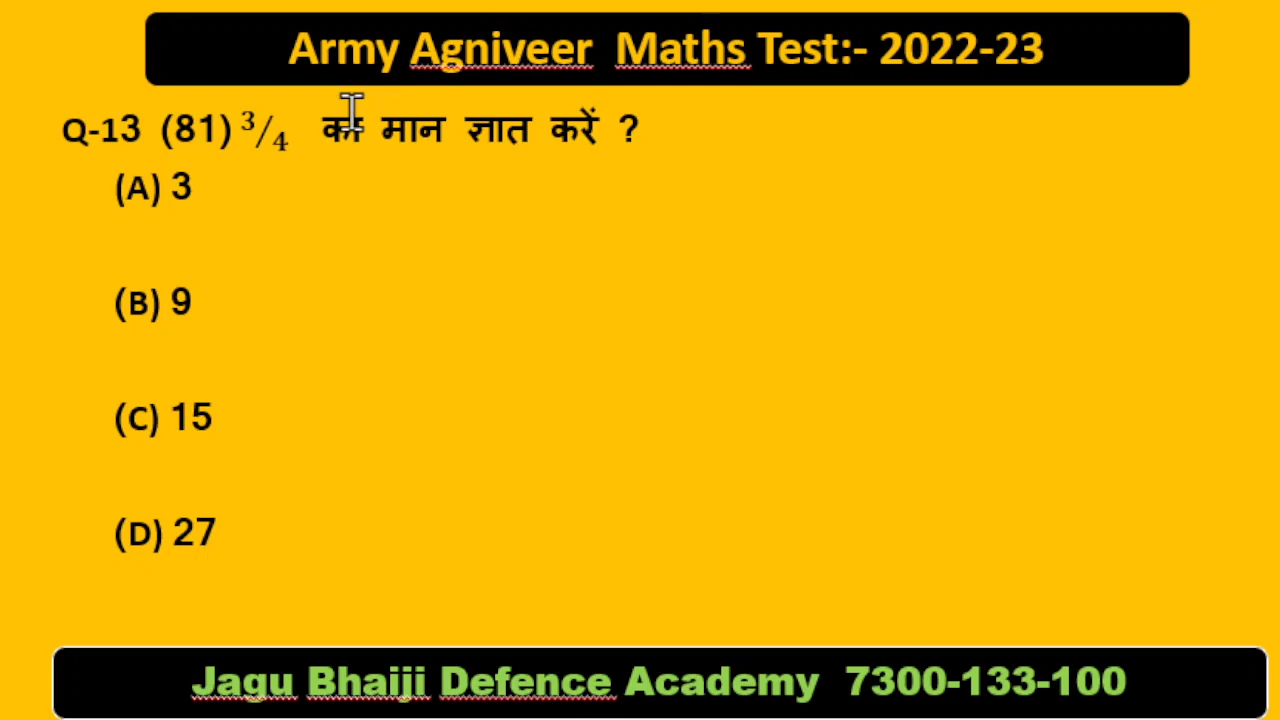 Army Agniveer Maths Test:- 2022-23
Q-13 (81) 3/4 का मान ज्ञात करें ?
(A) 3
(B) 9
(C) 15
(D) 27
Jagu Bhaiji Defence Academy 7300-133-100